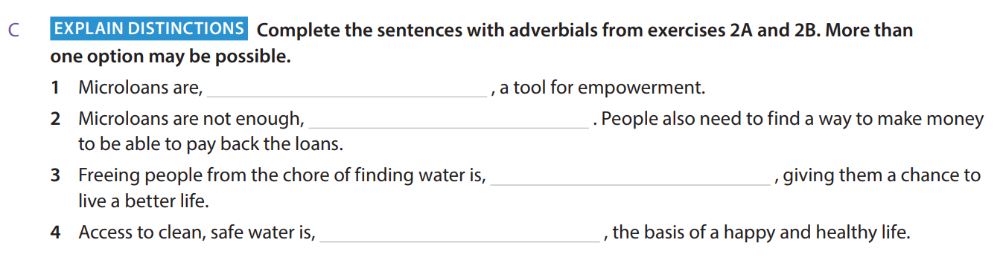 C EXPLAIN DISTINCTIONS Complete the sentences with adverbials from exercises 2A and 2B. More than
one option may be possible.
1 Microloans are, ____________________ , a tool for empowerment.
2 Microloans are not enough, ____________________ . People also need to find a way to make money
to be able to pay back the loans.
3 Freeing people from the chore of finding water is, ____________________ , giving them a chance to
live a better life.
4 Access to clean, safe water is, ____________________ , the basis of a happy and healthy life.